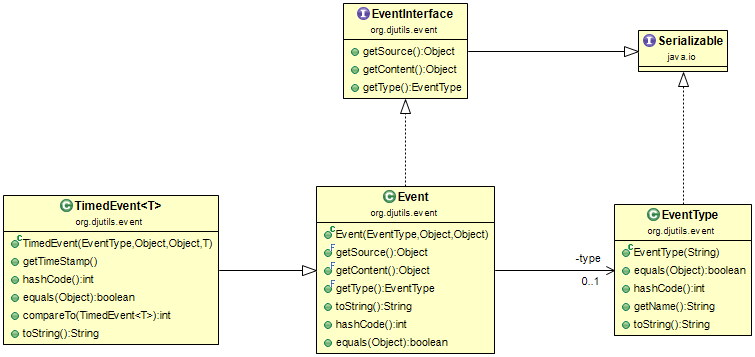 EventInterface
org.djutils.event
getSource():Object
getContent():Object
getType():EventType
Serializable
java.io
TimedEvent<T>
org.djutils.event
TimedEvent(EventType,Object,Object,T)
getTimeStamp()
hashCode():int
equals(Object):boolean
compareTo(TimedEvent<T>):int
toString():String
Event
org.djutils.event
Event(EventType,Object,Object)
getSource():Object
getContent():Object
getType():EventType
toString():String
hashCode():int
equals(Object):boolean
-type
0..1
EventType
org.djutils.event
EventType(String)
equals(Object):boolean
hashCode():int
getName():String
toString():String